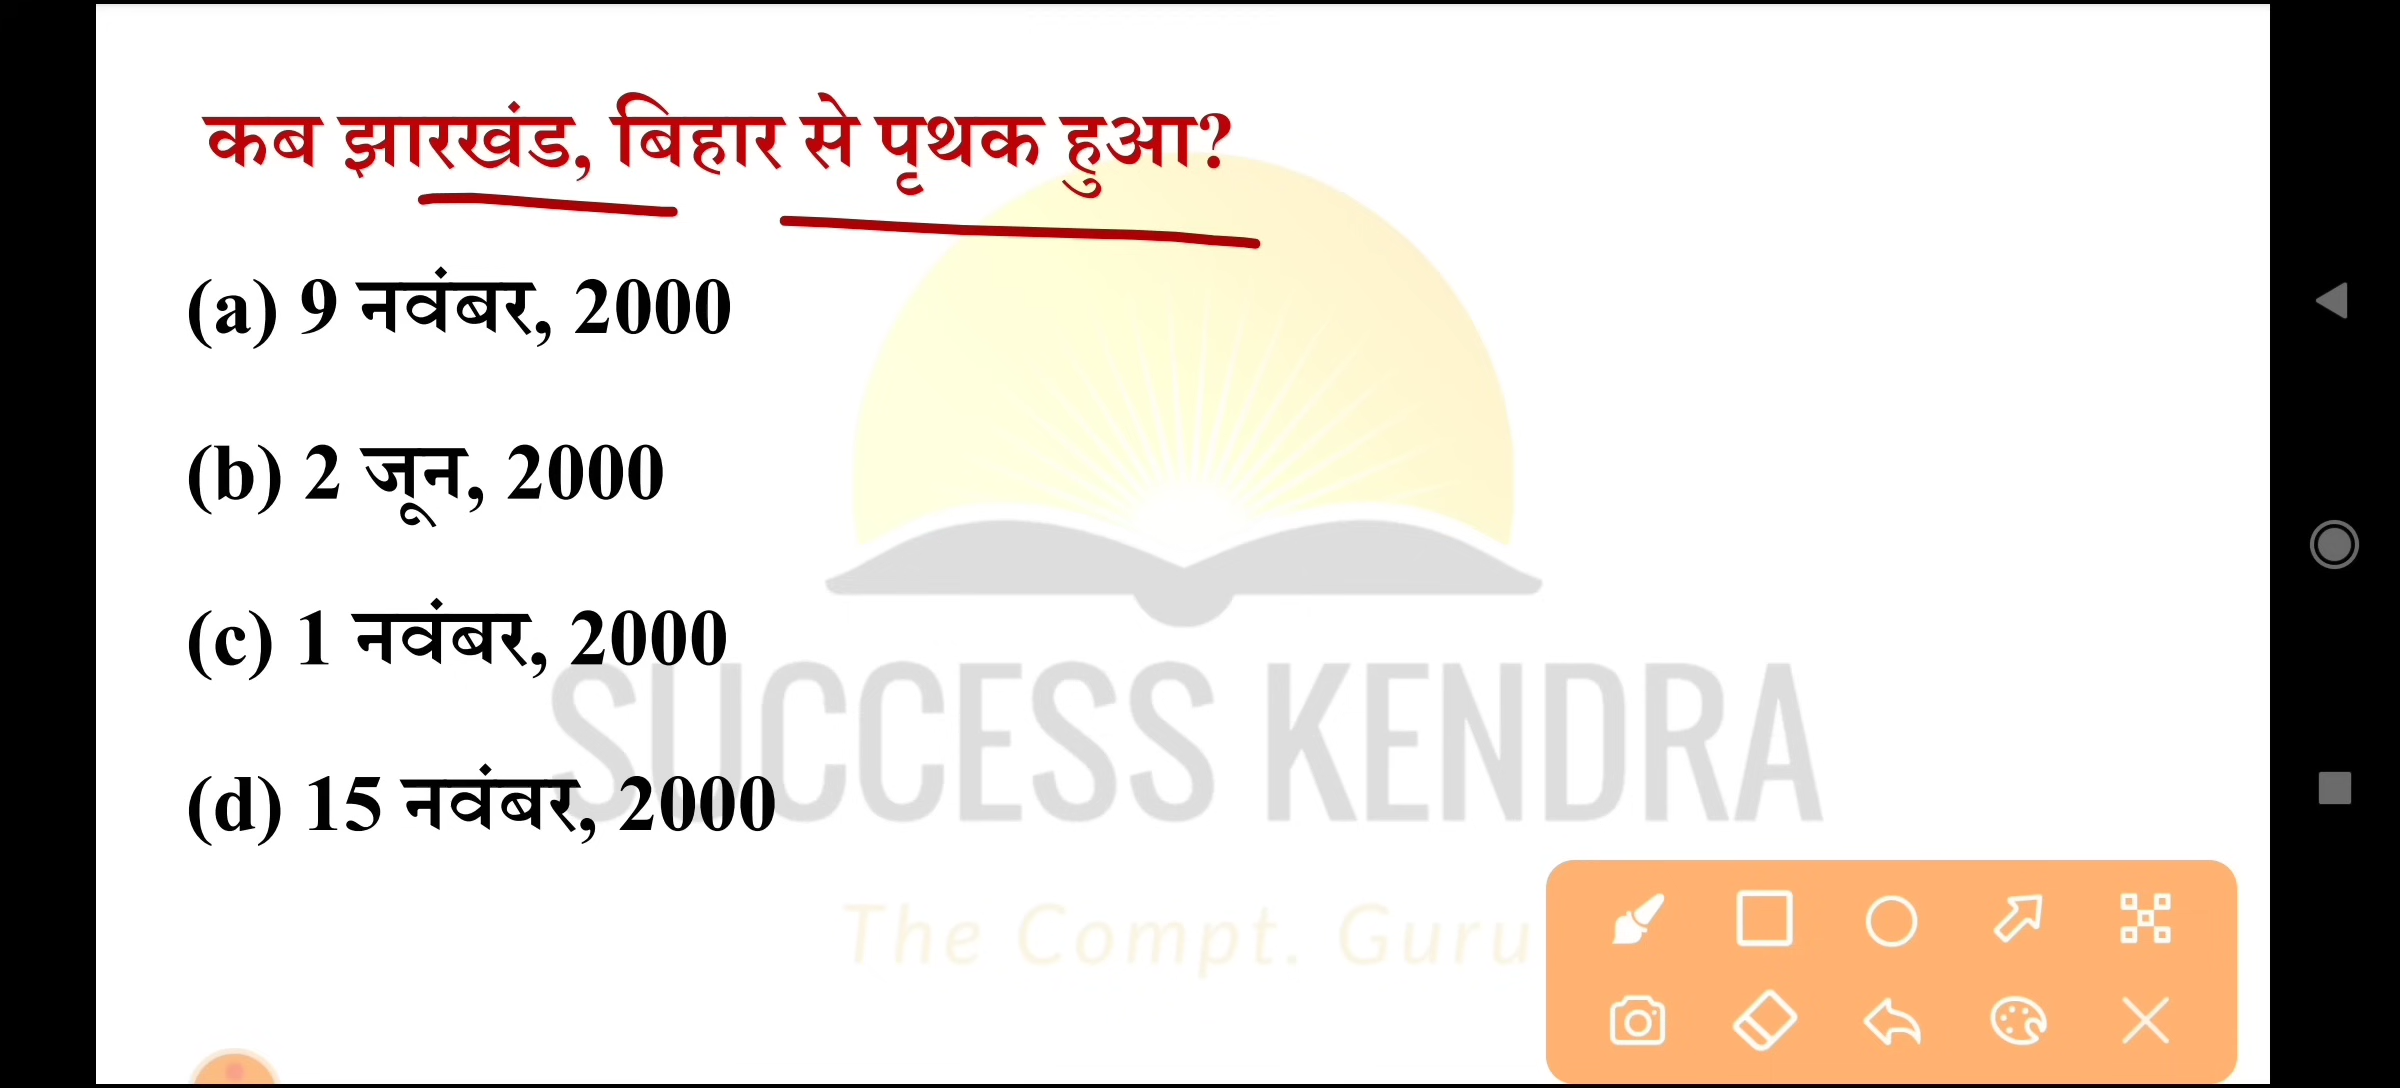 कब झारखंड, बिहार से पृथक हुआ?
(a) 9 नवंबर, 2000
(b) 2 जून, 2000
(c) 1 नवंबर, 2000
(d) 15 नवंबर, 2000
SUCCESS KENDRA
The Compt. Guru